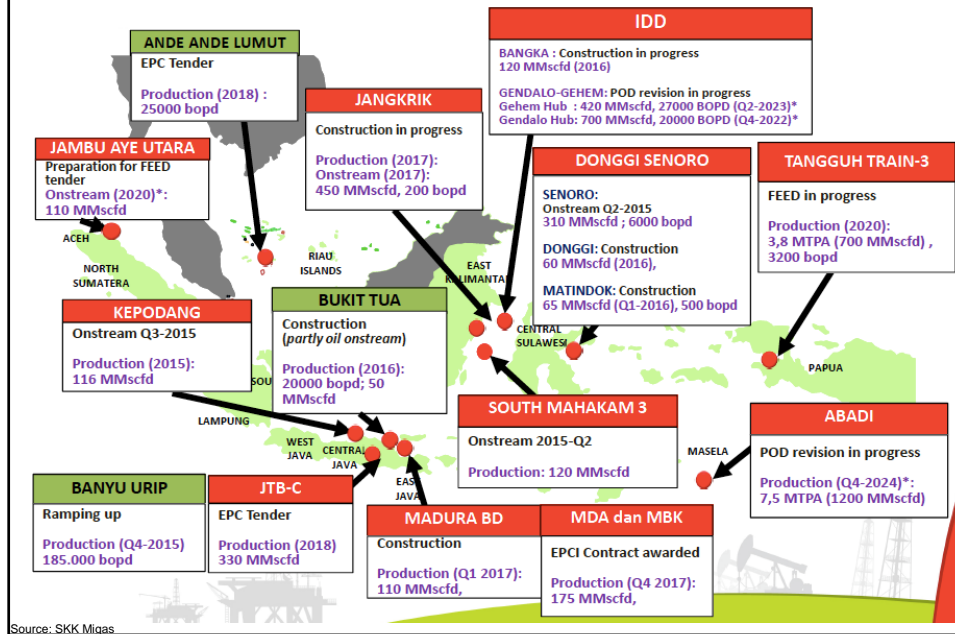 IDD
BANGKA : Construction in progress
120 MMscfd (2016)
GENDALO-GEHEM: POD revision in progress
Gehem Hub : 420 MMscfd, 27000 BOPD (Q2-2023)*
Gendalo Hub: 700 MMscfd, 20000 BOPD (Q4-2022)*
ANDE ANDE LUMUT
EPC Tender
Production (2018) :
25000 bopd
JANGKRIK
Construction in progress
Production (2017):
Onstream (2017):
450 MMscfd, 200 bopd
JAMBU AYE UTARA
Preparation for FEED
tender
Onstream (2020)*:
110 MMscfd
DONGGI SENORO
SENORO:
Onstream Q2-2015
310 MMscfd ; 6000 bopd
DONGGI: Construction
60 MMscfd (2016),
MATINDOK: Construction
65 MMscfd (Q1-2016), 500 bopd
TANGGUH TRAIN-3
FEED in progress
Production (2020):
3,8 MTPA (700 MMscfd) ,
3200 bopd
ACEH
NORTH
SUMATERA
RIAU
ISLANDS
EAST
KALIMANTAN
CENTRAL
SULAWESI
PAPUA
KEPODANG
Onstream Q3-2015
Production (2015):
116 MMscfd
BUKIT TUA
Construction
(partly oil onstream)
Production (2016):
20000 bopd; 50
MMscfd
SOU
LAMPUNG
WEST
JAVA
CENTRAL
JAVA
EAST
JAVA
SOUTH MAHAKAM 3
Onstream 2015-Q2
Production: 120 MMscfd
MASELA
ABADI
POD revision in progress
Production (Q4-2024)*:
7,5 MTPA (1200 MMscfd)
BANYU URIP
Ramping up
Production (Q4-2015)
185.000 bopd
JTB-C
EPC Tender
Production (2018)
330 MMscfd
MADURA BD
Construction
Production (Q1 2017):
110 MMscfd,
MDA dan MBK
EPCI Contract awarded
Production (Q4 2017):
175 MMscfd,
Source: SKK Migas